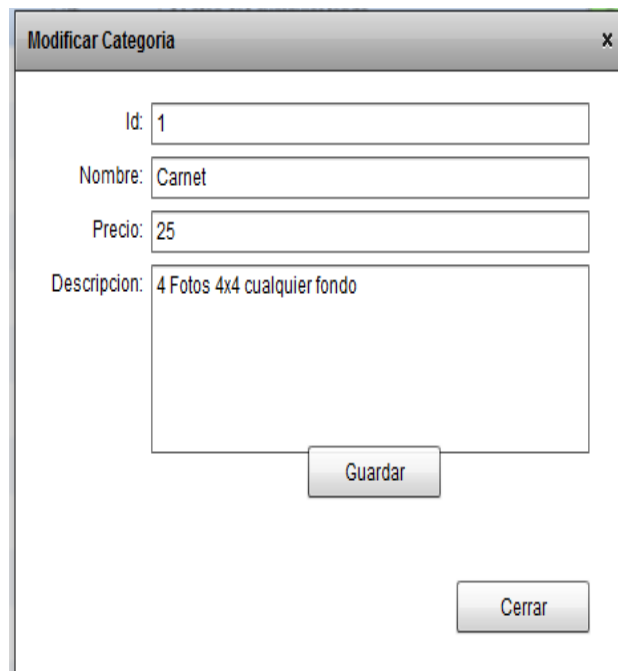 Modificar Categoria x
Id: 1
Nombre: Carnet
Precio: 25
Descripcion: 4 Fotos 4x4 cualquier fondo
Guardar
Cerrar